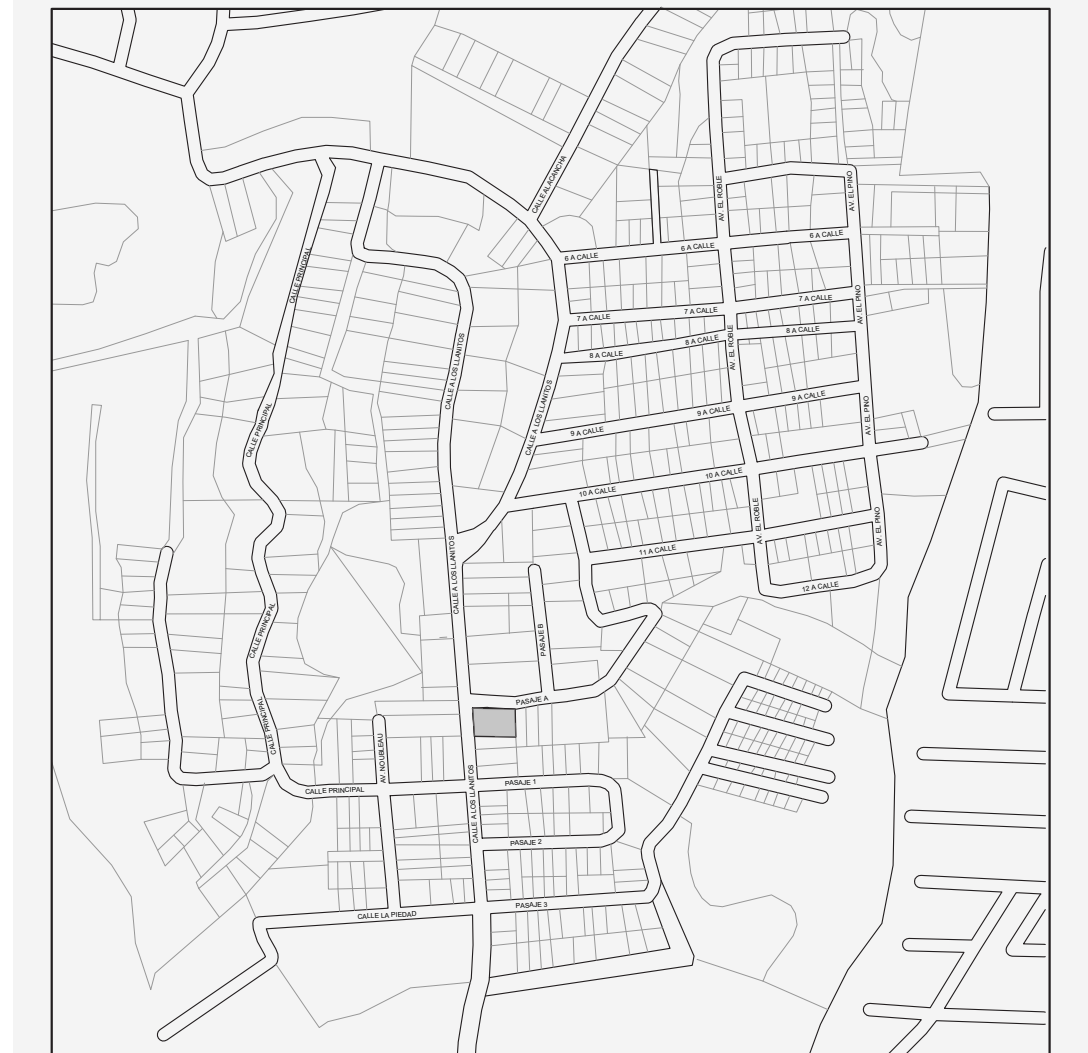 CALLE ALACANCHA
AV. EL ROBLE
AV. EL PINO
6 A CALLE
6 A CALLE
6 A CALLE
CALLE PRINCIPAL
7 A CALLE
7 A CALLE
7 A CALLE
AV. EL PINO
8 A CALLE
6 A CALLE
8 A CALLE
AV. EL ROBLE
CALLE A LOS LLANITOS
CALLE A LOS LLANITOS
CALLE PRINCIPAL
9 A CALLE
9 A CALLE
9 A CALLE
AV. EL PINO
10 A CALLE
10 A CALLE
AV. EL ROBLE
AV. EL PINO
11 A CALLE
12 A CALLE
CALLE A LOS LLANITOS
CALLE PRINCIPAL
PASAJE B
PASAJE A
CALLE PRINCIPAL
AV. NOUBLEAU
CALLE PRINCIPAL
CALLE A LOS LLANITOS
PASAJE 1
PASAJE 2
PASAJE 3
CALLE LA PIEDAD